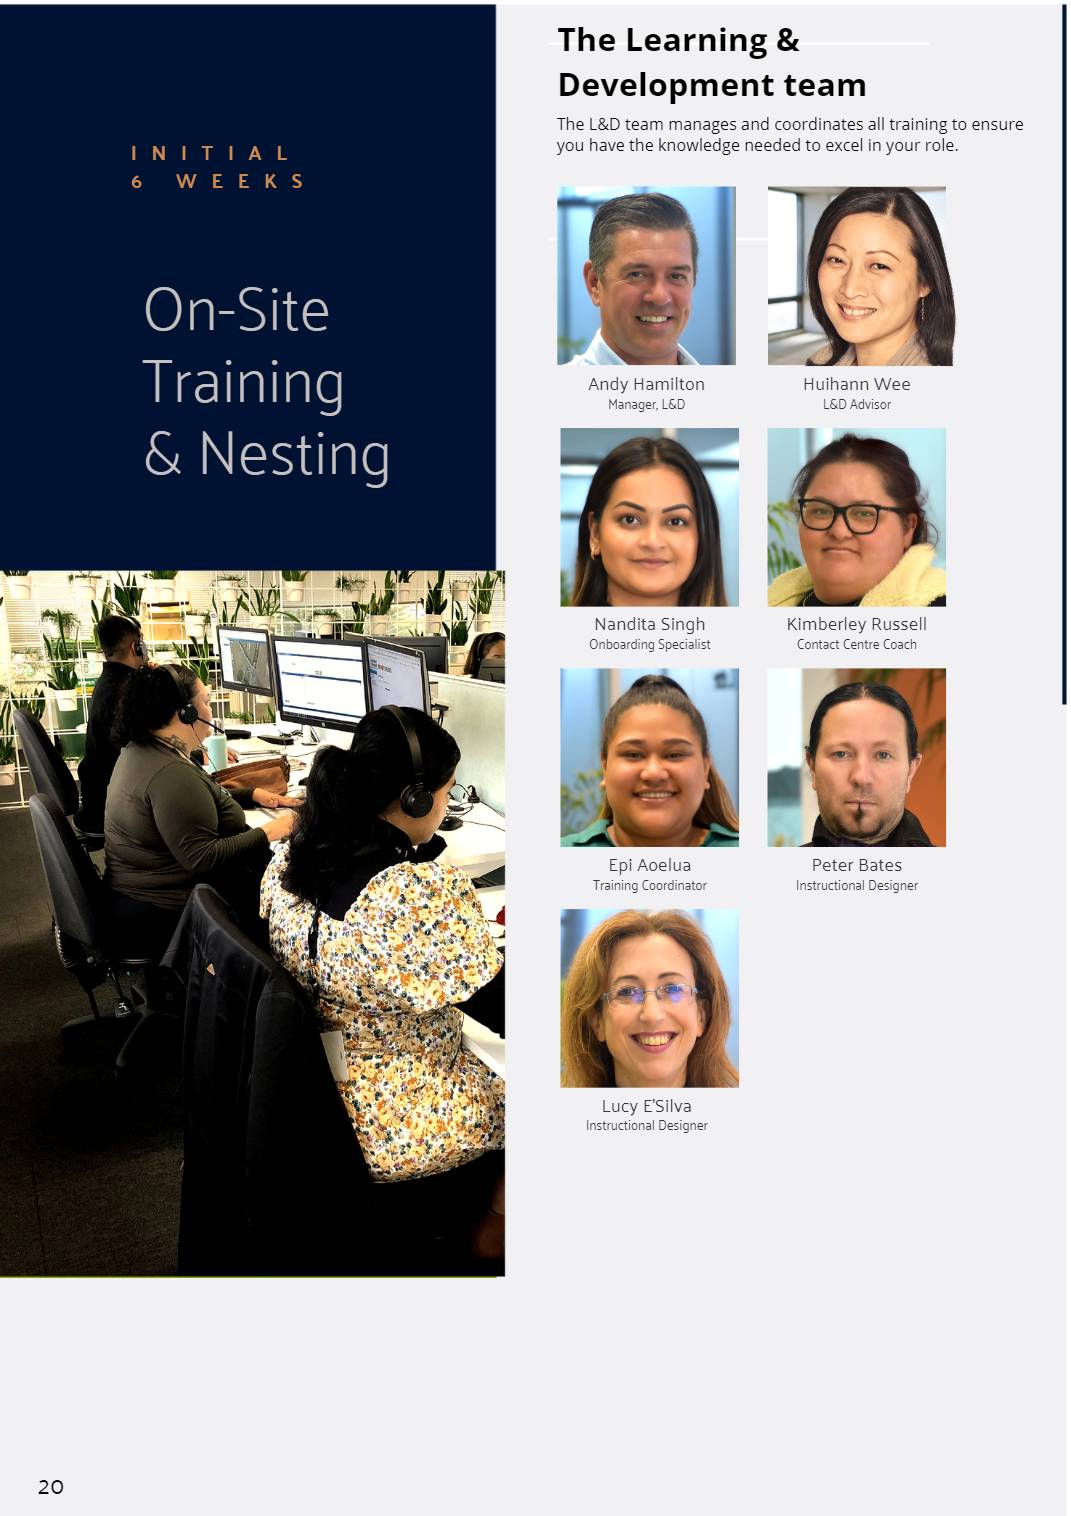 INITIAL
6 WEEKS
On-Site
Training
& Nesting
The Learning &
Development team
The L&D team manages and coordinates all training to ensure
you have the knowledge needed to excel in your role.
Andy Hamilton
Manager, L&D
Huihann Wee
L&D Advisor
Nandita Singh
Onboarding Specialist
Kimberley Russell
Contact Centre Coach
Epi Aoelua
Training Coordinator
Peter Bates
Instructional Designer
Lucy E'Silva
Instructional Designer
20